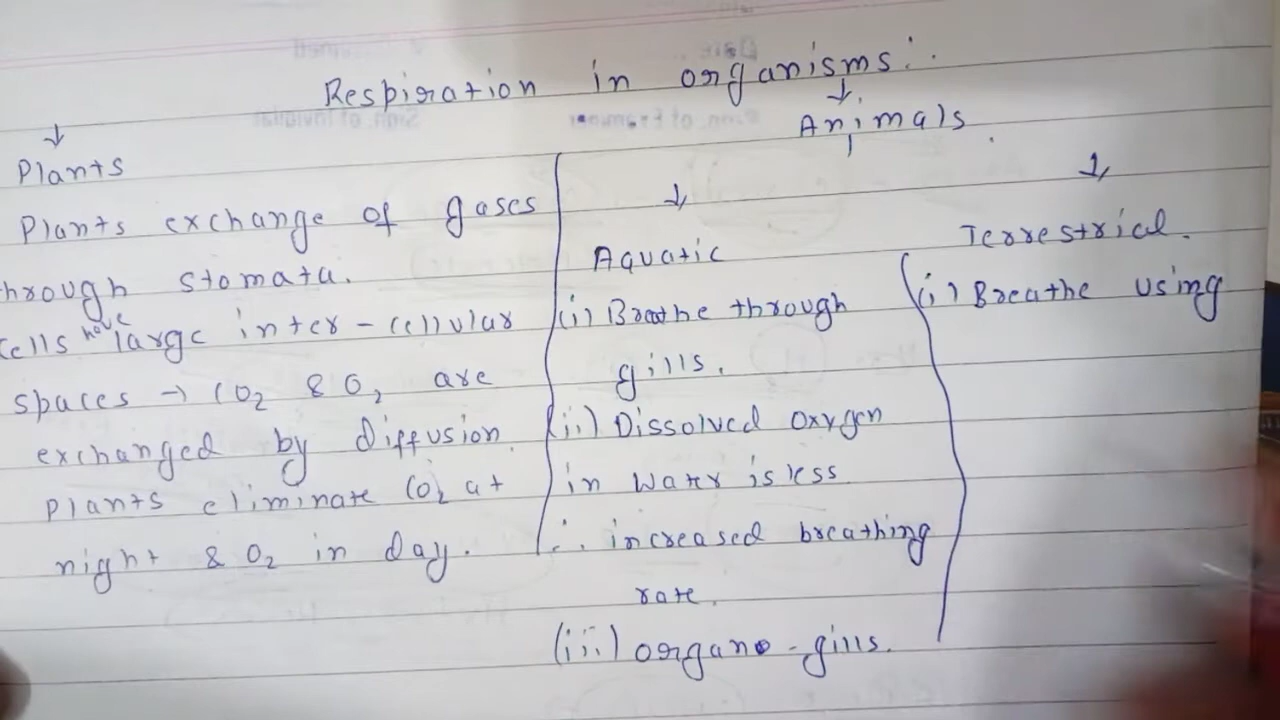 Respiration in organisms:
↓
↓
Animals
Plants
Plants exchange of gases
hrough stomata.
cells have large inter-cellular
spaces → CO2 & O2 are
exchanged by diffusion.
Plants eliminate CO2 at
night & O2 in day.
↓
Aquatic
(i) Breathe through
gills.
(ii) Dissolved oxygen
in water is less
∴ increased breathing
rate.
(iii) organ - gills.
↓
Terrestrial.
(i) Breathe using